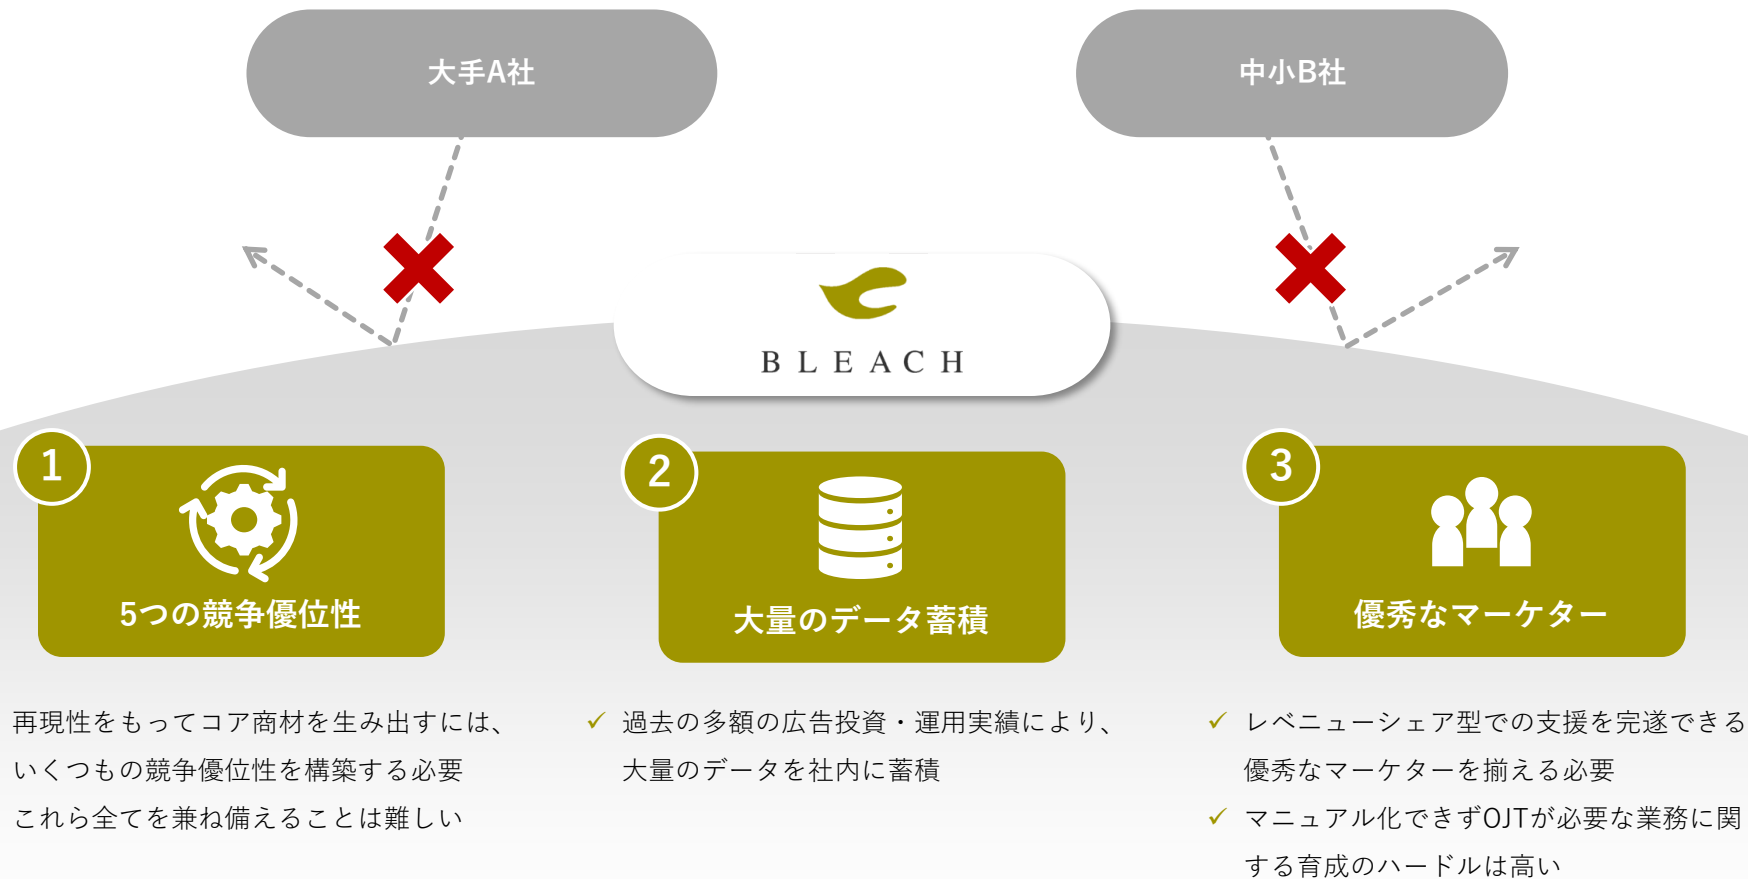 大手A社
中小B社
BLEACH
1
5つの競争優位性
再現性をもってコア商材を生み出すには、
いくつもの競争優位性を構築する必要
これら全てを兼ね備えることは難しい
2
大量のデータ蓄積
✓ 過去の多額の広告投資・運用実績により、
大量のデータを社内に蓄積
3
優秀なマーケター
✓ レベニューシェア型での支援を完遂できる
優秀なマーケターを揃える必要
✓ マニュアル化できずOJTが必要な業務に関
する育成のハードルは高い